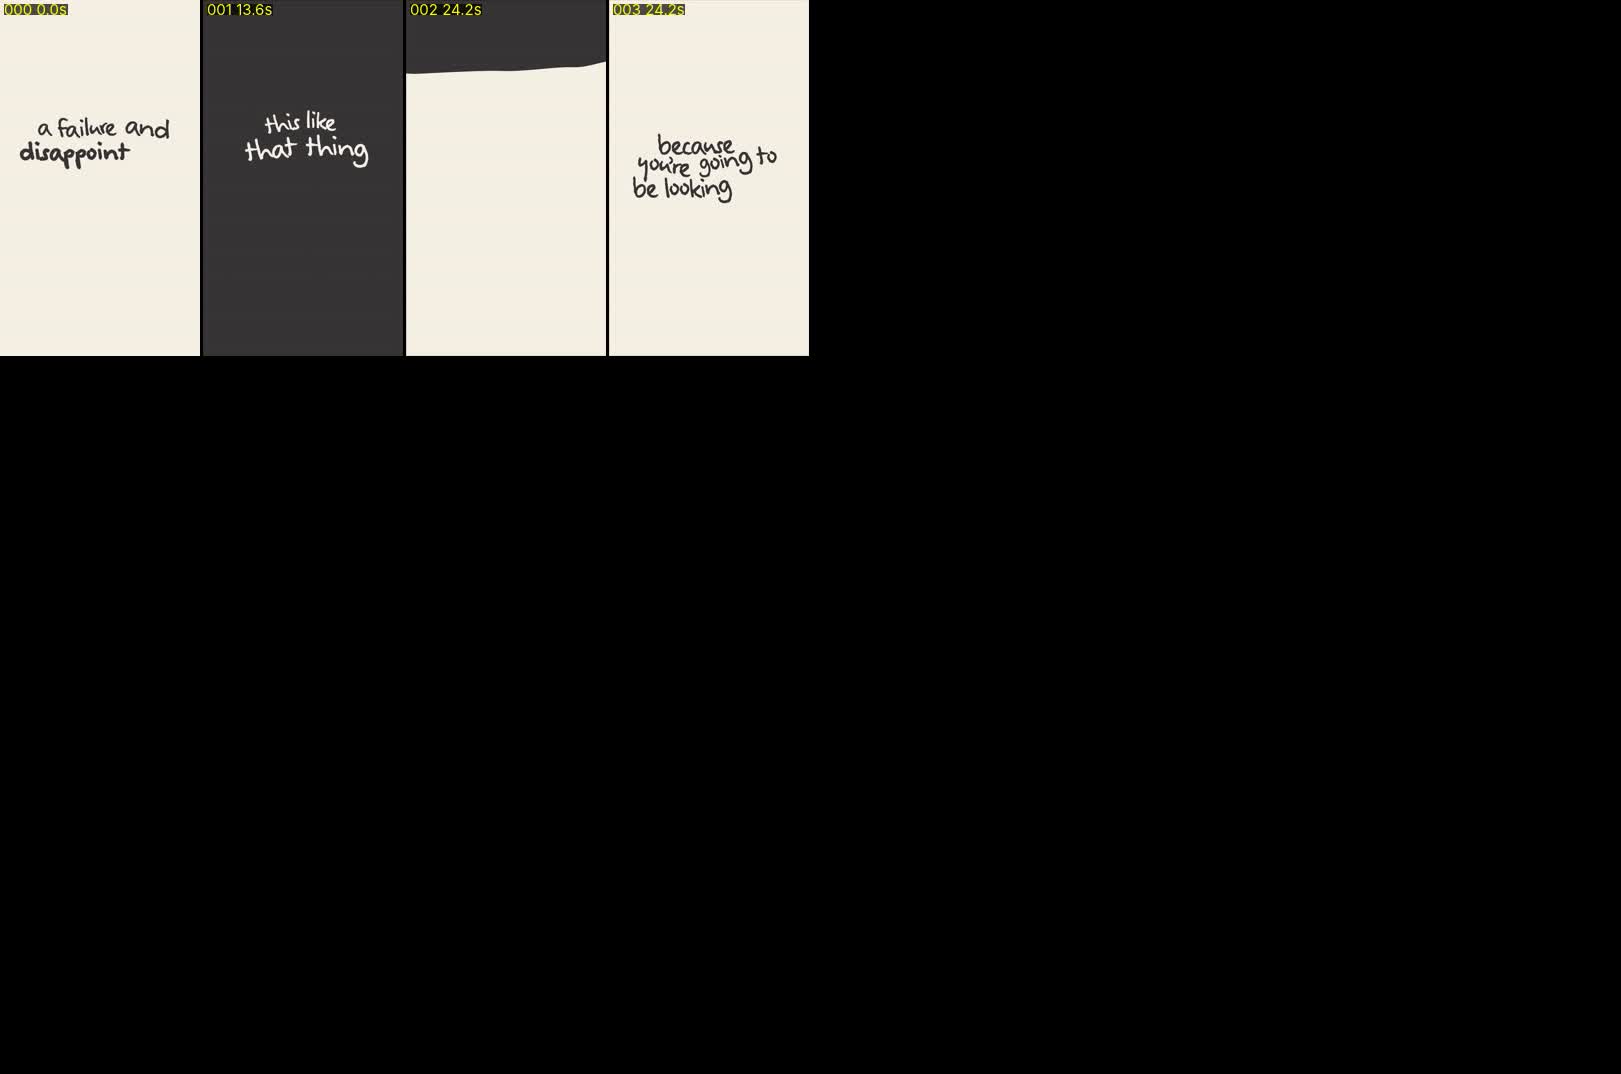 000 0.0s
a failure and
disappoint
001 13.6s
this like
that thing
002 24.2s
003 24.2s
because
you're going to
be looking